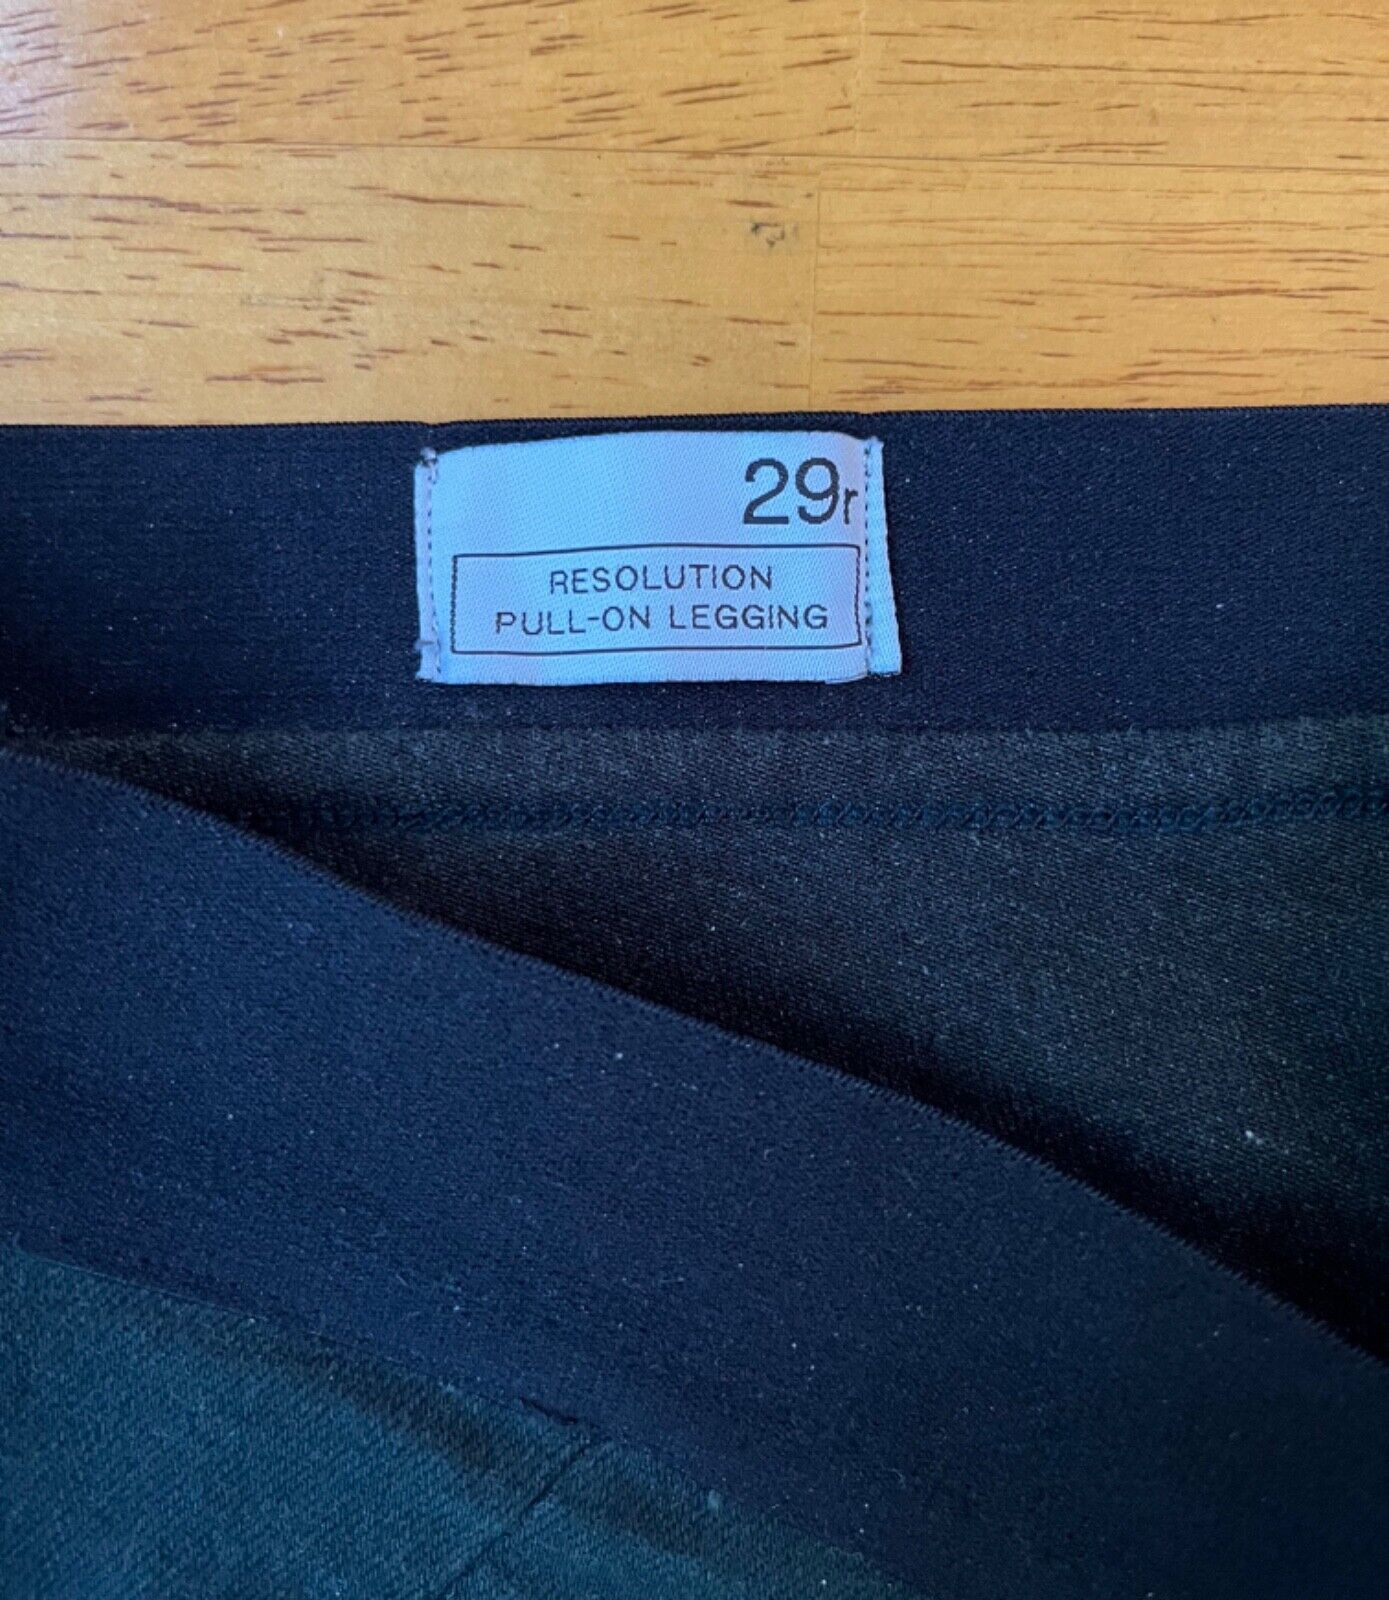 29r
RESOLUTION
PULL-ON LEGGING